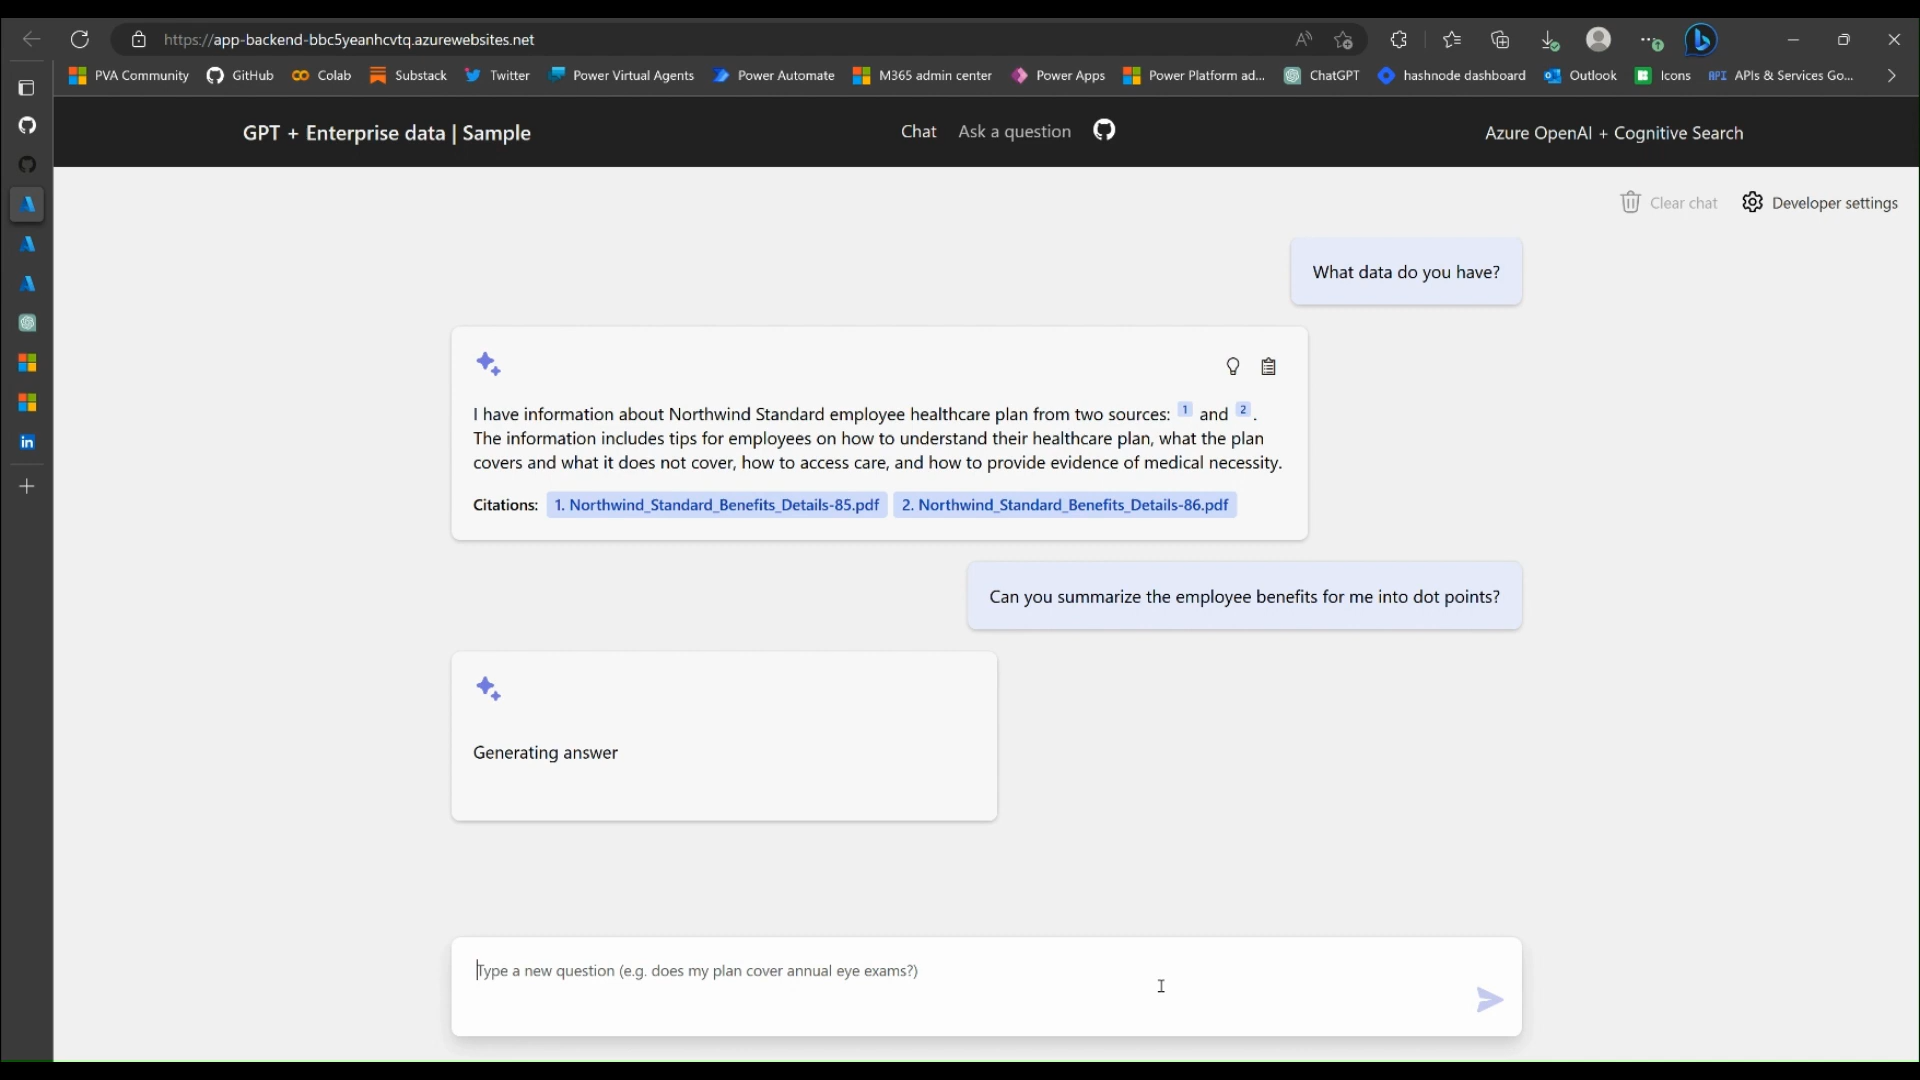 https://app-backend-bbc5yeanhcvtq.azurewebsites.net
PVA Community GitHub Colab Substack Twitter Power Virtual Agents Power Automate M365 admin center Power Apps Power Platform ad... ChatGPT hashnode dashboard Outlook Icons API APIs & Services Go...
GPT + Enterprise data | Sample Chat Ask a question Azure OpenAI + Cognitive Search
Clear chat Developer settings
What data do you have?
I have information about Northwind Standard employee healthcare plan from two sources: 1 and 2.
The information includes tips for employees on how to understand their healthcare plan, what the plan
covers and what it does not cover, how to access care, and how to provide evidence of medical necessity.
Citations: 1. Northwind_Standard_Benefits_Details-85.pdf 2. Northwind_Standard_Benefits_Details-86.pdf
Can you summarize the employee benefits for me into dot points?
Generating answer
Type a new question (e.g. does my plan cover annual eye exams?)